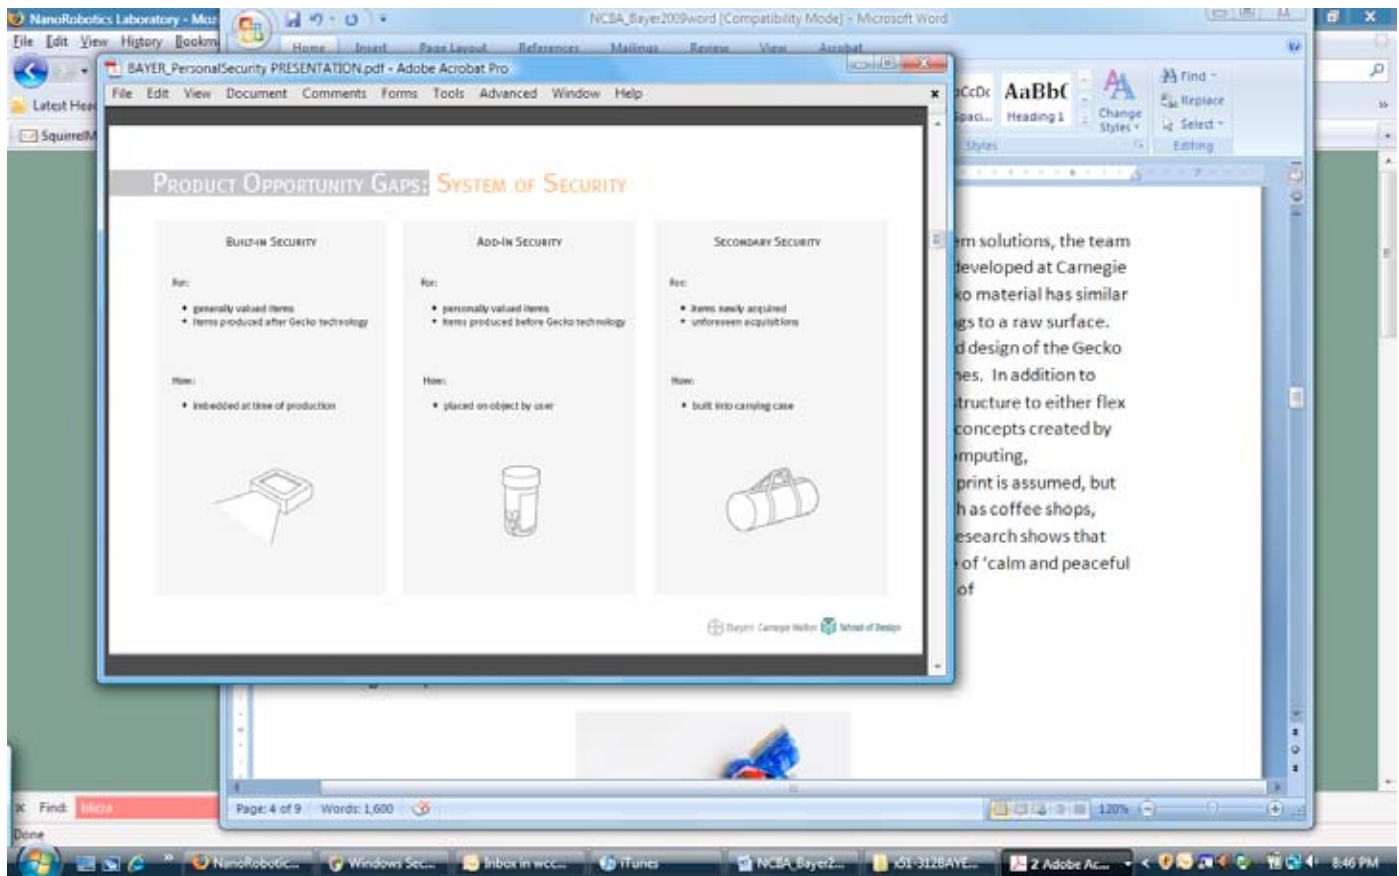 NanoRobotics Laboratory - Moz
NCBA_Bayer2009word [Compatibility Mode] - Microsoft Word
File Edit View History Bookm
Home Insert Page Layout References Mailings Review View Acrobat
BAYER_PersonalSecurity PRESENTATION.pdf - Adobe Acrobat Pro
File Edit View Document Comments Forms Tools Advanced Window Help
Latest Hea
SquirrelM
AaBbC
Heading 1
Change Styles
Find
Replace
Select
Styles
Editing
PRODUCT OPPORTUNITY GAPS: SYSTEM OF SECURITY
BUILT-IN SECURITY
For:
• generally valued items
• items produced after Gecko technology
How:
• imbedded at time of production
ADD-IN SECURITY
For:
• personally valued items
• items produced before Gecko technology
How:
• placed on object by user
SECONDARY SECURITY
For:
• items newly acquired
• unforeseen acquisitions
How:
• built into carrying case
Bayer Carnegie Mellon School of Design
em solutions, the team
developed at Carnegie
ko material has similar
gs to a raw surface.
d design of the Gecko
nes. In addition to
tructure to either flex
concepts created by
mputing,
print is assumed, but
h as coffee shops,
esearch shows that
of 'calm and peaceful
of
Page: 4 of 9 Words: 1,600
120%
Find:
Done
NanoRobotic... Windows Sec... Inbox in wcc... iTunes NCBA_Bayer2... 2 Adobe Ac... 8:46 PM